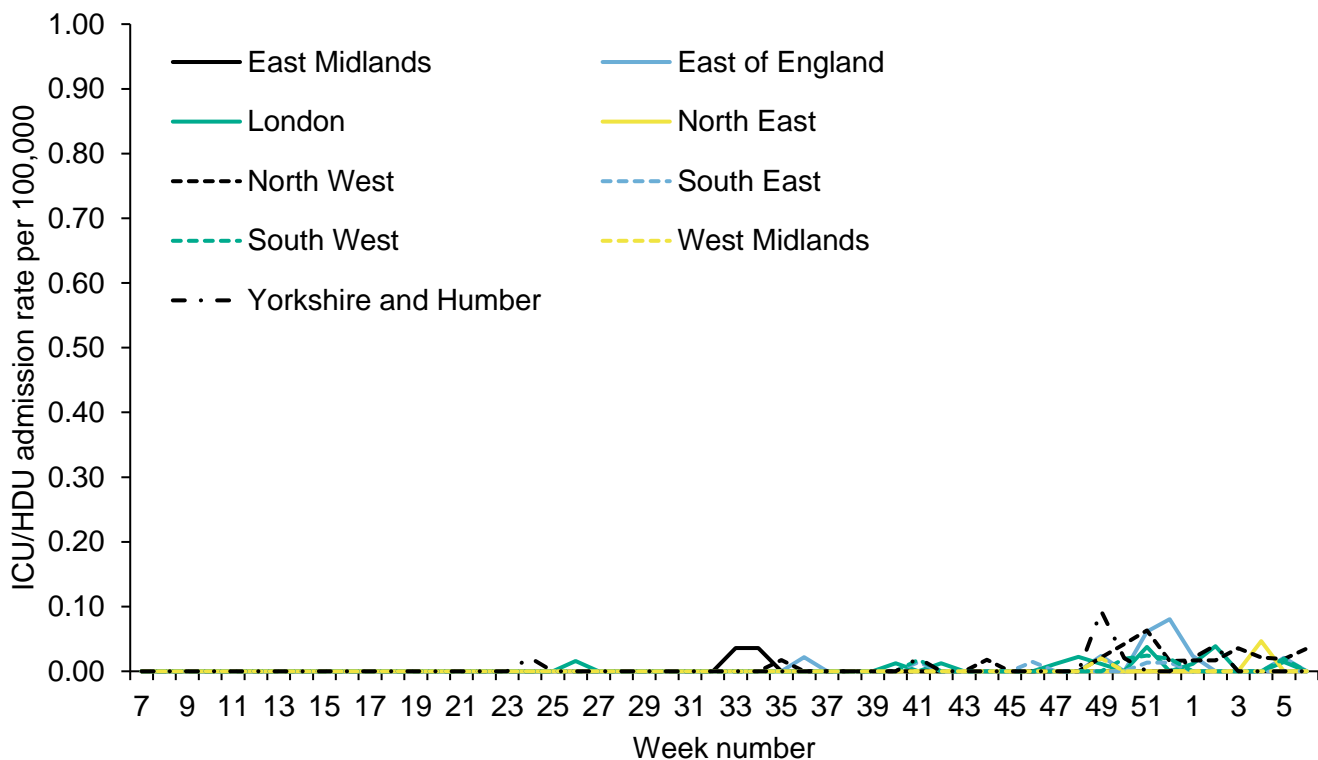 1.00
0.90
0.80
0.70
0.60
0.50
0.40
0.30
0.20
0.10
0.00
ICU/HDU admission rate per 100,000
East Midlands East of England
London North East
North West South East
South West West Midlands
Yorkshire and Humber
7 9 11 13 15 17 19 21 23 25 27 29 31 33 35 37 39 41 43 45 47 49 51 1 3 5
Week number